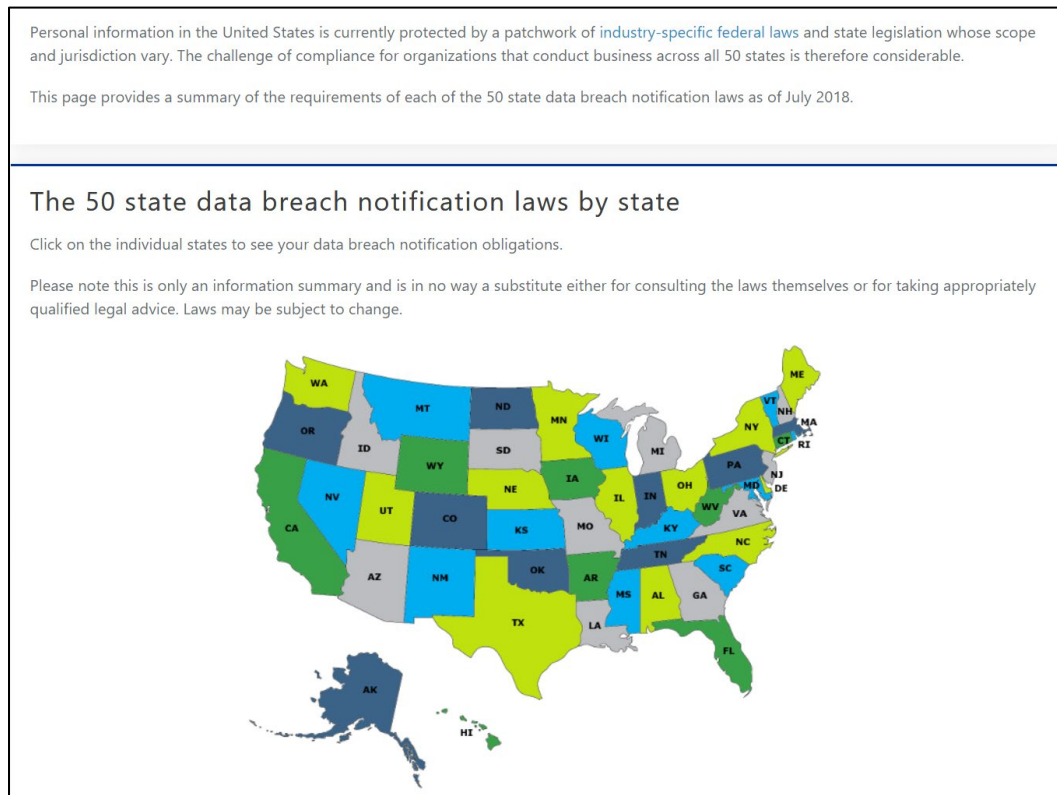 Personal information in the United States is currently protected by a patchwork of industry-specific federal laws and state legislation whose scope
and jurisdiction vary. The challenge of compliance for organizations that conduct business across all 50 states is therefore considerable.
This page provides a summary of the requirements of each of the 50 state data breach notification laws as of July 2018.
The 50 state data breach notification laws by state
Click on the individual states to see your data breach notification obligations.
Please note this is only an information summary and is in no way a substitute either for consulting the laws themselves or for taking appropriately
qualified legal advice. Laws may be subject to change.
WA
MT
ND
MN
ME
VT
NH
OR
ID
SD
WI
MI
NY
MA
CT
RI
WY
NE
IA
IL
IN
OH
PA
NJ
NV
UT
CO
KS
MO
KY
WV
MD
DE
VA
CA
AZ
NM
OK
AR
TN
NC
SC
TX
LA
MS
AL
GA
FL
AK
HI